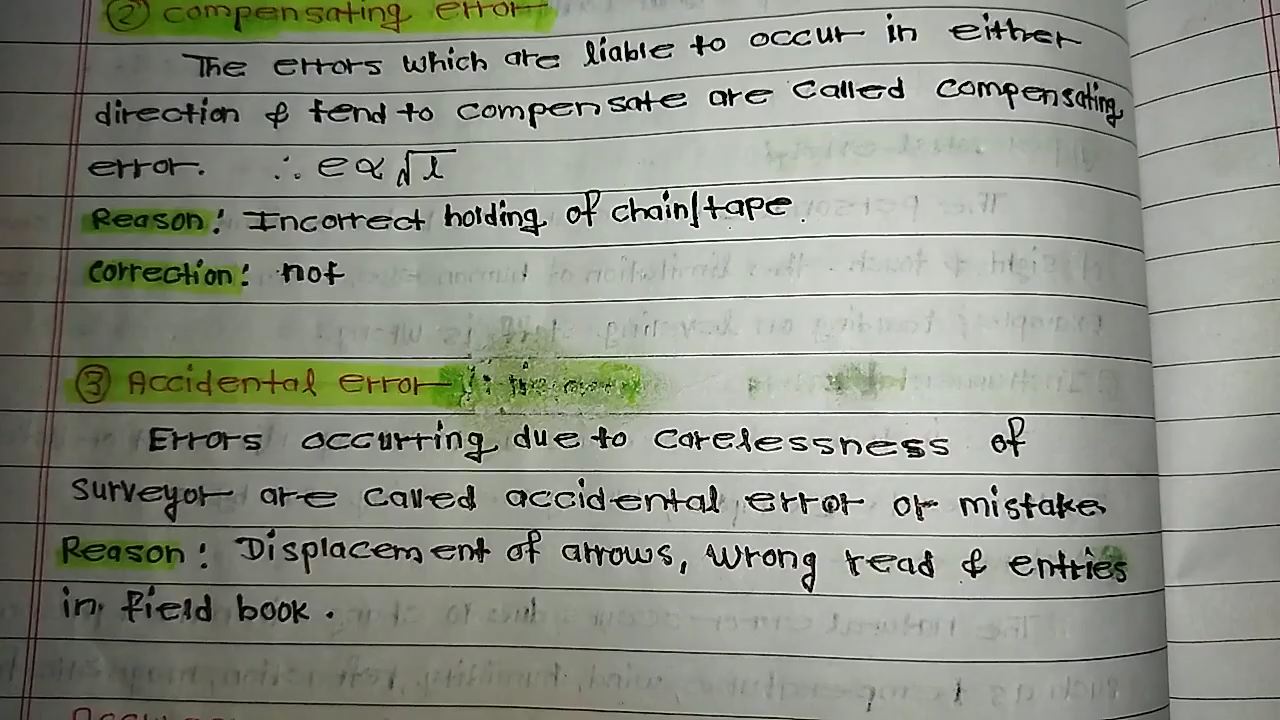 ② compensating error
The errors which are liable to occur in either
direction & tend to compensate are called compensating
error. ∴ e ∝ √L
Reason: Incorrect holding of chain/tape
Correction: not
③ Accidental error
Errors occurring due to carelessness of
surveyor are called accidental error or mistake
Reason: Displacement of arrows, wrong read & entries
in field book.